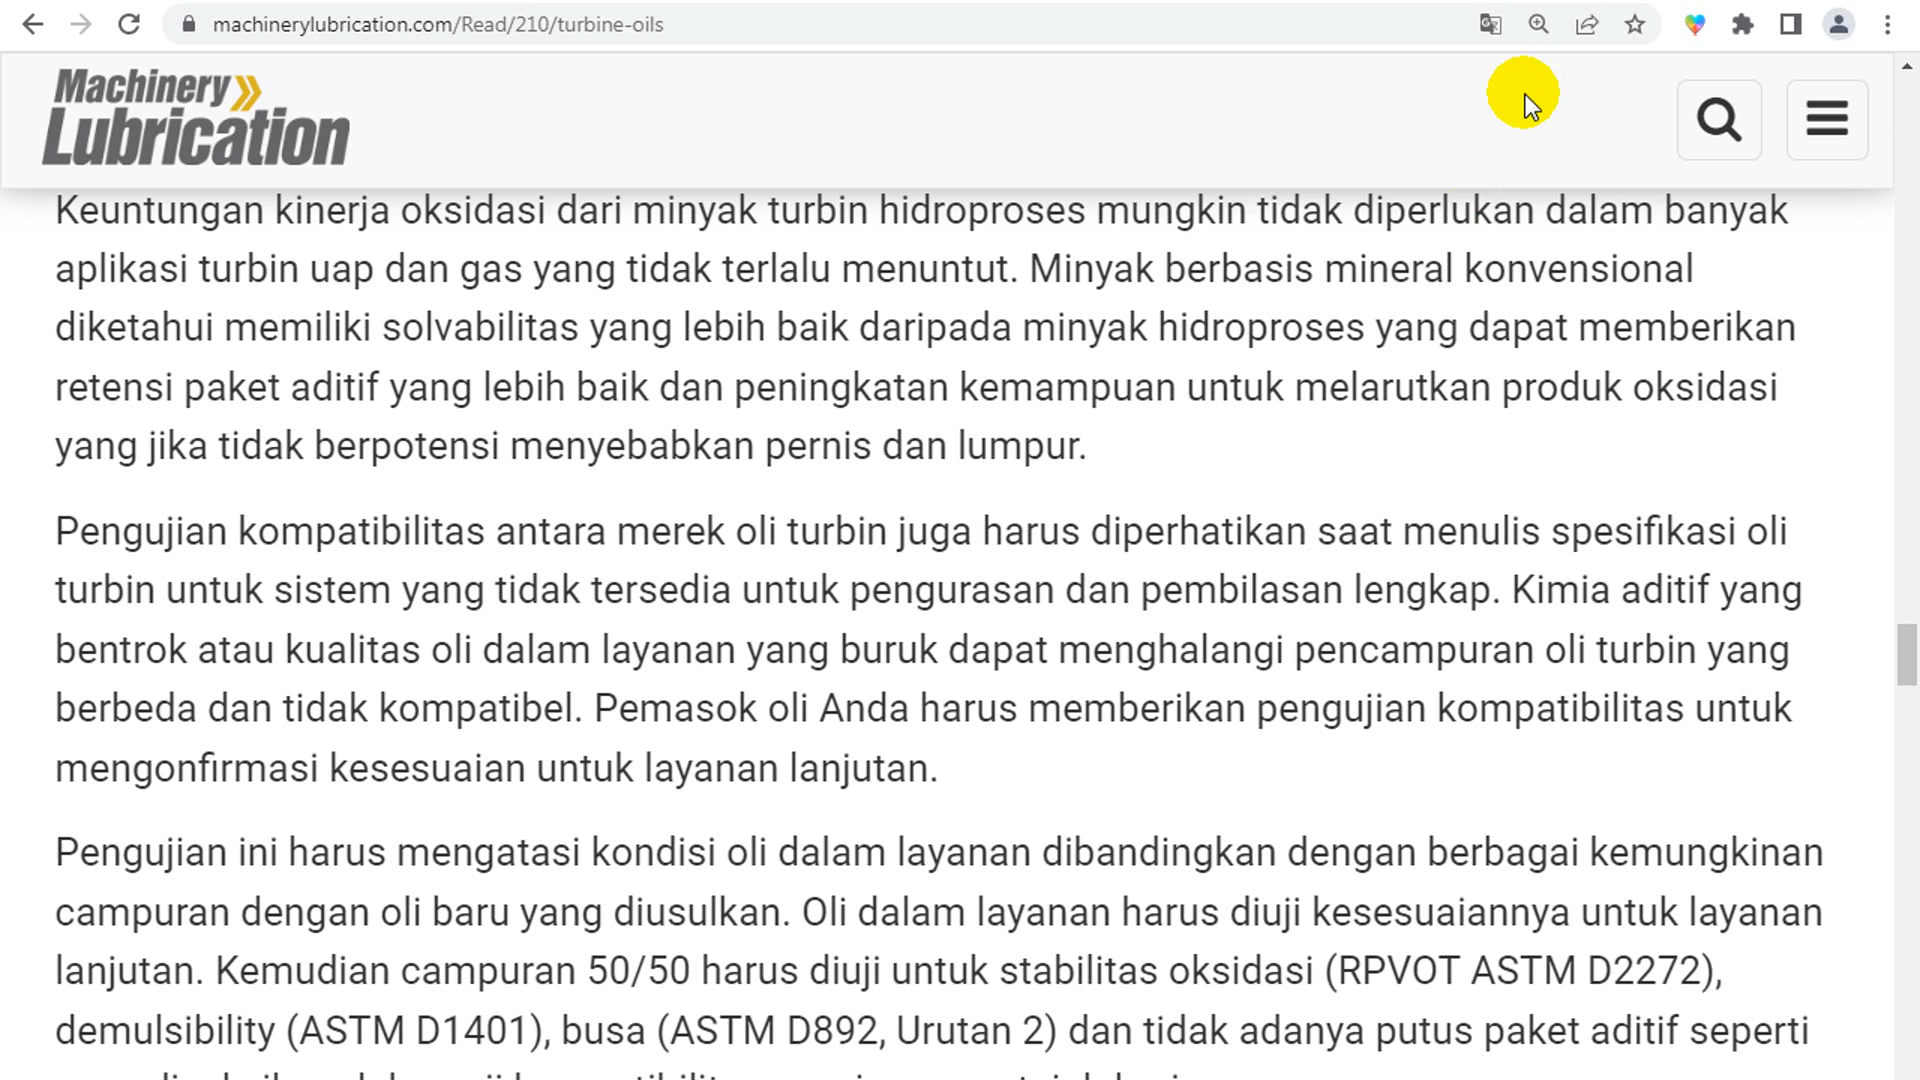 machinerylubrication.com/Read/210/turbine-oils
Machinery
Lubrication
Keuntungan kinerja oksidasi dari minyak turbin hidroproses mungkin tidak diperlukan dalam banyak
aplikasi turbin uap dan gas yang tidak terlalu menuntut. Minyak berbasis mineral konvensional
diketahui memiliki solvabilitas yang lebih baik daripada minyak hidroproses yang dapat memberikan
retensi paket aditif yang lebih baik dan peningkatan kemampuan untuk melarutkan produk oksidasi
yang jika tidak berpotensi menyebabkan pernis dan lumpur.
Pengujian kompatibilitas antara merek oli turbin juga harus diperhatikan saat menulis spesifikasi oli
turbin untuk sistem yang tidak tersedia untuk pengurasan dan pembilasan lengkap. Kimia aditif yang
bentrok atau kualitas oli dalam layanan yang buruk dapat menghalangi pencampuran oli turbin yang
berbeda dan tidak kompatibel. Pemasok oli Anda harus memberikan pengujian kompatibilitas untuk
mengonfirmasi kesesuaian untuk layanan lanjutan.
Pengujian ini harus mengatasi kondisi oli dalam layanan dibandingkan dengan berbagai kemungkinan
campuran dengan oli baru yang diusulkan. Oli dalam layanan harus diuji kesesuaiannya untuk layanan
lanjutan. Kemudian campuran 50/50 harus diuji untuk stabilitas oksidasi (RPVOT ASTM D2272),
demulsibility (ASTM D1401), busa (ASTM D892, Urutan 2) dan tidak adanya putus paket aditif seperti